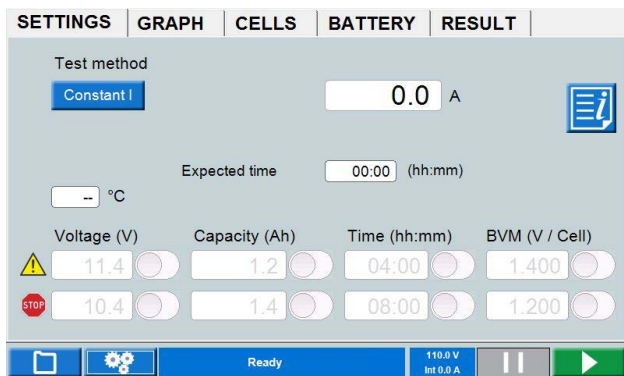 SETTINGS GRAPH CELLS BATTERY RESULT
Test method
Constant I 0.0 A
i
Expected time 00:00 (hh:mm)
-- °C
Voltage (V) Capacity (Ah) Time (hh:mm) BVM (V / Cell)
11.4 1.2 04:00 1.400
STOP 10.4 1.4 08:00 1.200
Ready 110.0 V
Int 0.0 A